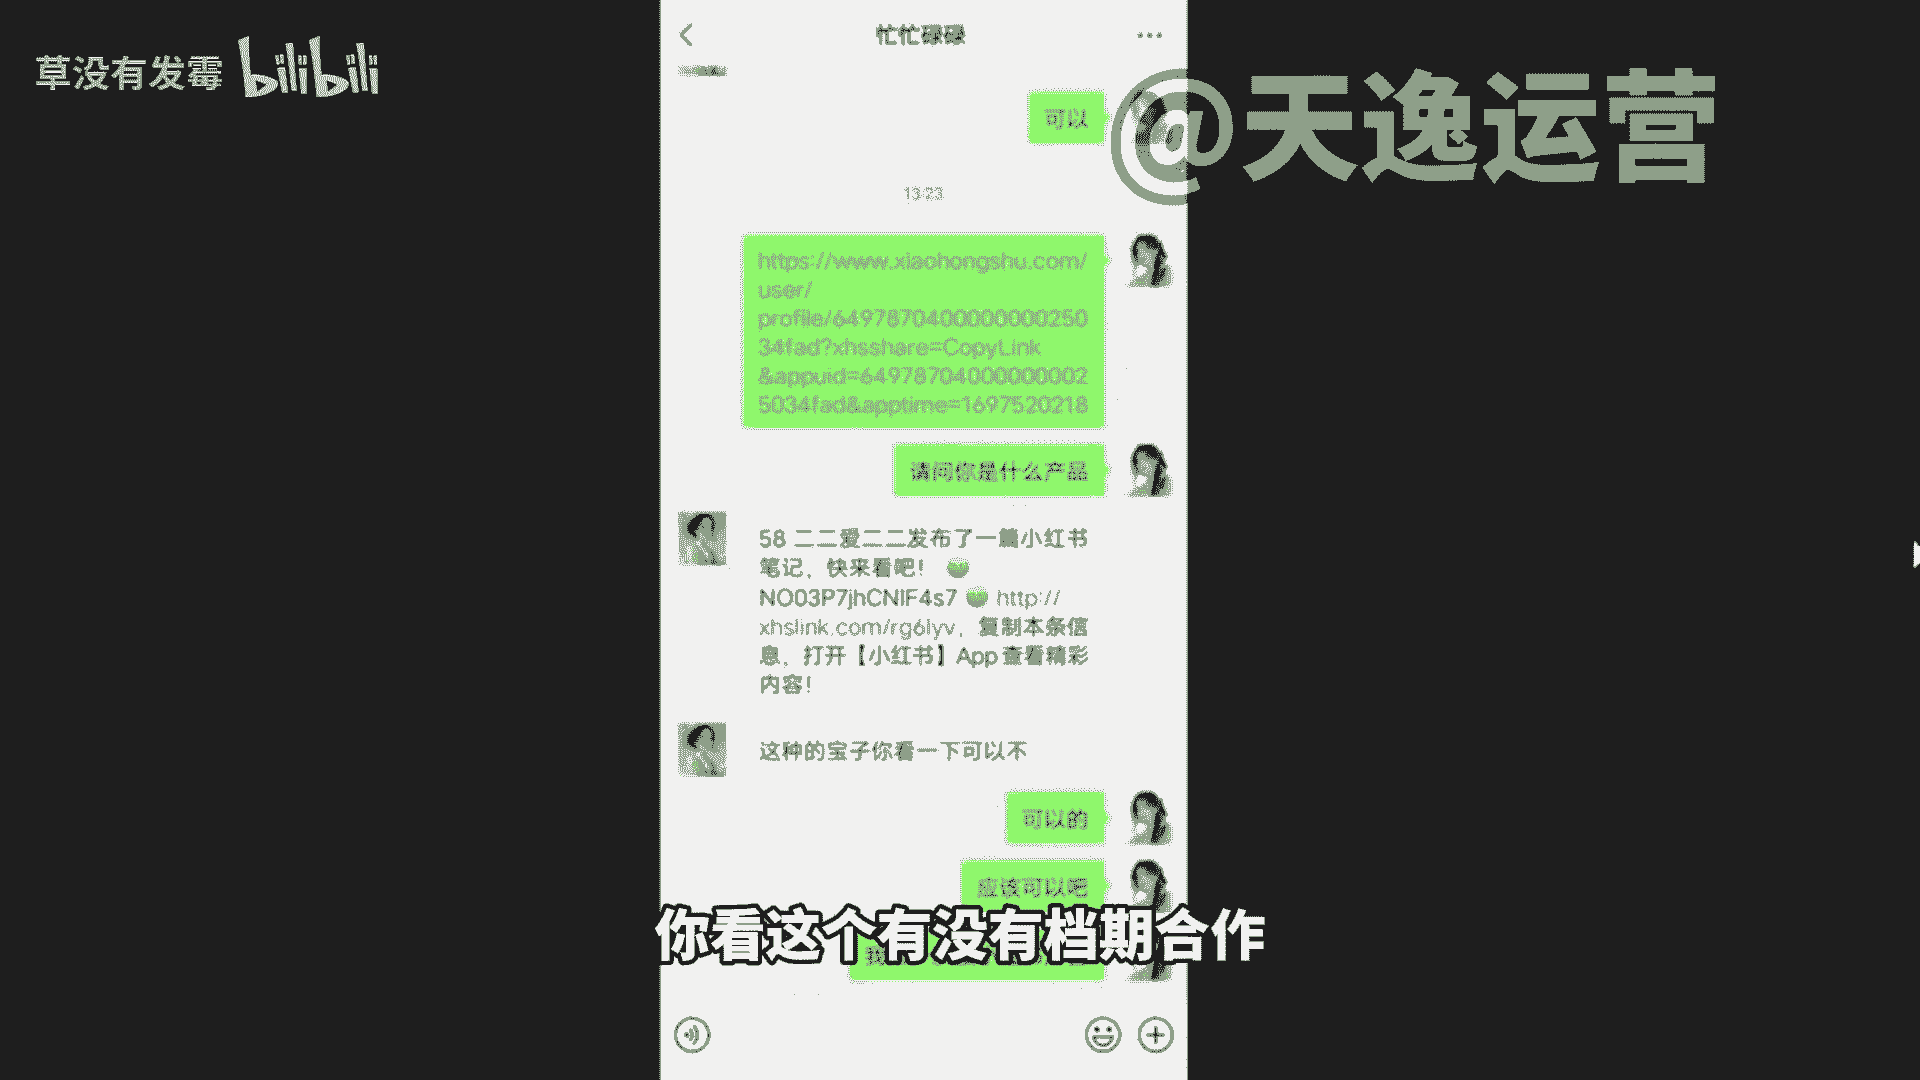 草没有发霉 bilibili
忙忙碌碌
@天逸运营
可以
13:23
https://www.xiaohongshu.com/
user/
profile/6497870400000000250
34fad?xhsshare=CopyLink
&appuid=649787040000000002
5034fad&apptime=1697520218
请问你是什么产品
58 二二爱二二发布了一篇小红书
笔记，快来看吧！
NO03P7jhCNlF4s7 http://
xhslink.com/rg6lyv，复制本条信
息，打开【小红书】App查看精彩
内容！
这种的宝子你看一下可以不
可以的
应该可以吧
我
你看这个有没有档期合作